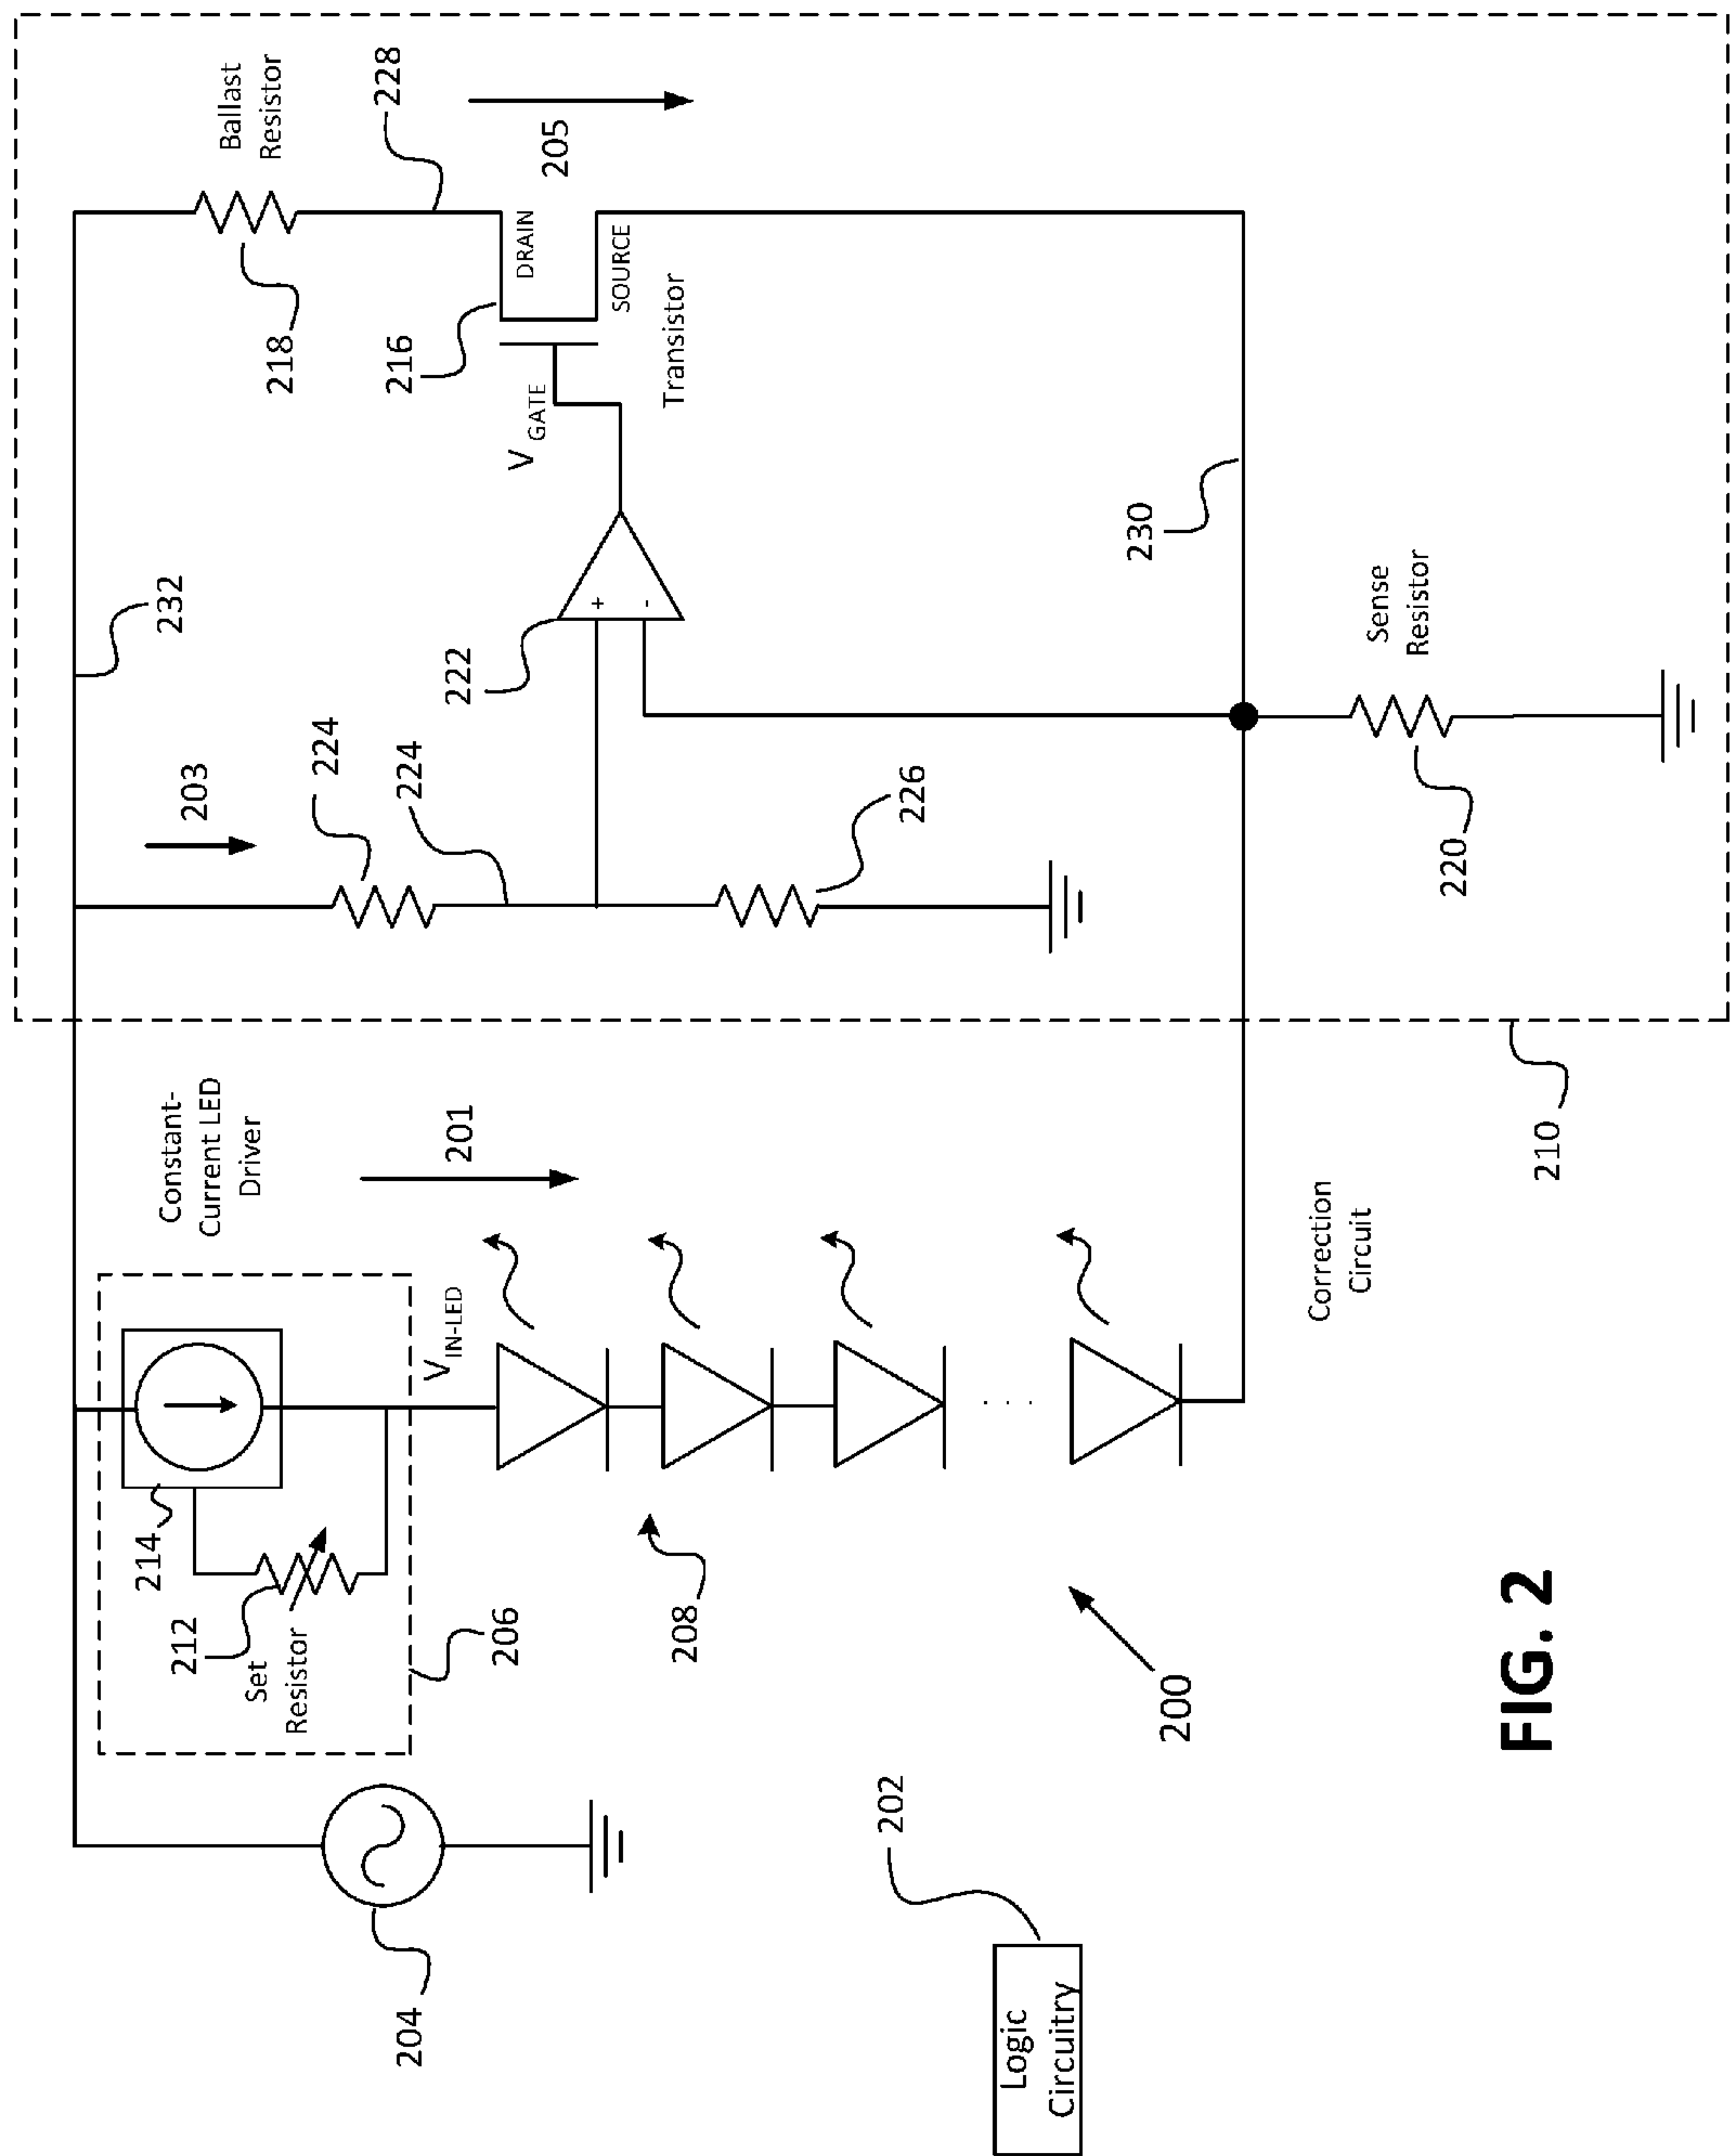 232
203
224
224
222
+
-
226
V GATE
216
DRAIN
SOURCE
Transistor
218
Ballast
Resistor
228
205
230
Sense
Resistor
220
210
Constant-
Current LED
Driver
201
214
212
Set
Resistor
206
V IN-LED
208
. . .
Correction
Circuit
204
200
202
Logic
Circuitry
FIG. 2